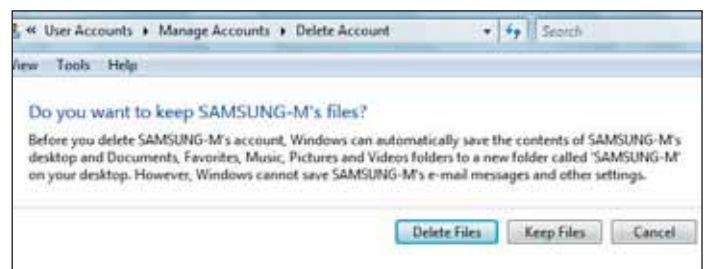 « User Accounts ▸ Manage Accounts ▸ Delete Account Search
View Tools Help
Do you want to keep SAMSUNG-M's files?
Before you delete SAMSUNG-M's account, Windows can automatically save the contents of SAMSUNG-M's
desktop and Documents, Favorites, Music, Pictures and Videos folders to a new folder called 'SAMSUNG-M'
on your desktop. However, Windows cannot save SAMSUNG-M's e-mail messages and other settings.
Delete Files Keep Files Cancel